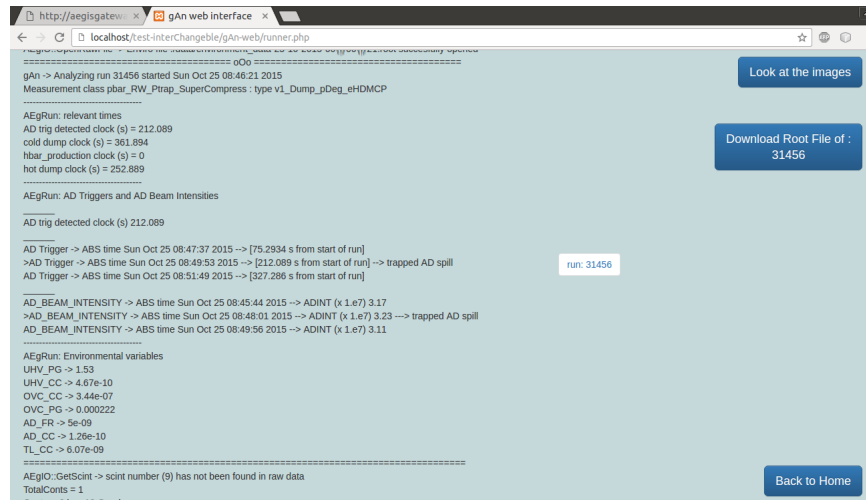 http://aegisgatew
gAn web interface
localhost/test-interChangeble/gAn-web/runner.php
===================================== oOo =====================================
gAn -> Analyzing run 31456 started Sun Oct 25 08:46:21 2015
Measurement class pbar_RW_Ptrap_SuperCompress : type v1_Dump_pDeg_eHDMCP
--------------------------------------
AEgRun: relevant times
AD trig detected clock (s) = 212.089
cold dump clock (s) = 361.894
hbar_production clock (s) = 0
hot dump clock (s) = 252.889
--------------------------------------
AEgRun: AD Triggers and AD Beam Intensities
______
AD trig detected clock (s) 212.089
______
AD Trigger -> ABS time Sun Oct 25 08:47:37 2015 --> [75.2934 s from start of run]
>AD Trigger -> ABS time Sun Oct 25 08:49:53 2015 --> [212.089 s from start of run] --> trapped AD spill
AD Trigger -> ABS time Sun Oct 25 08:51:49 2015 --> [327.286 s from start of run]
______
AD_BEAM_INTENSITY -> ABS time Sun Oct 25 08:45:44 2015 --> ADINT (x 1.e7) 3.17
>AD_BEAM_INTENSITY -> ABS time Sun Oct 25 08:48:01 2015 --> ADINT (x 1.e7) 3.23 ---> trapped AD spill
AD_BEAM_INTENSITY -> ABS time Sun Oct 25 08:49:56 2015 --> ADINT (x 1.e7) 3.11
--------------------------------------
AEgRun: Environmental variables
UHV_PG -> 1.53
UHV_CC -> 4.67e-10
OVC_CC -> 3.44e-07
OVC_PG -> 0.000222
AD_FR -> 5e-09
AD_CC -> 1.26e-10
TL_CC -> 6.07e-09
===================================================================================
AEgIO::GetScint -> scint number (9) has not been found in raw data
TotalConts = 1
Look at the images
Download Root File of :
31456
run: 31456
Back to Home